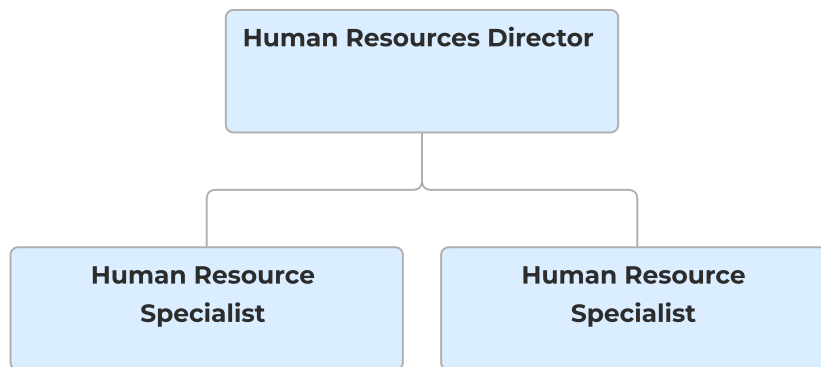 Human Resources Director
Human Resource
Specialist
Human Resource
Specialist